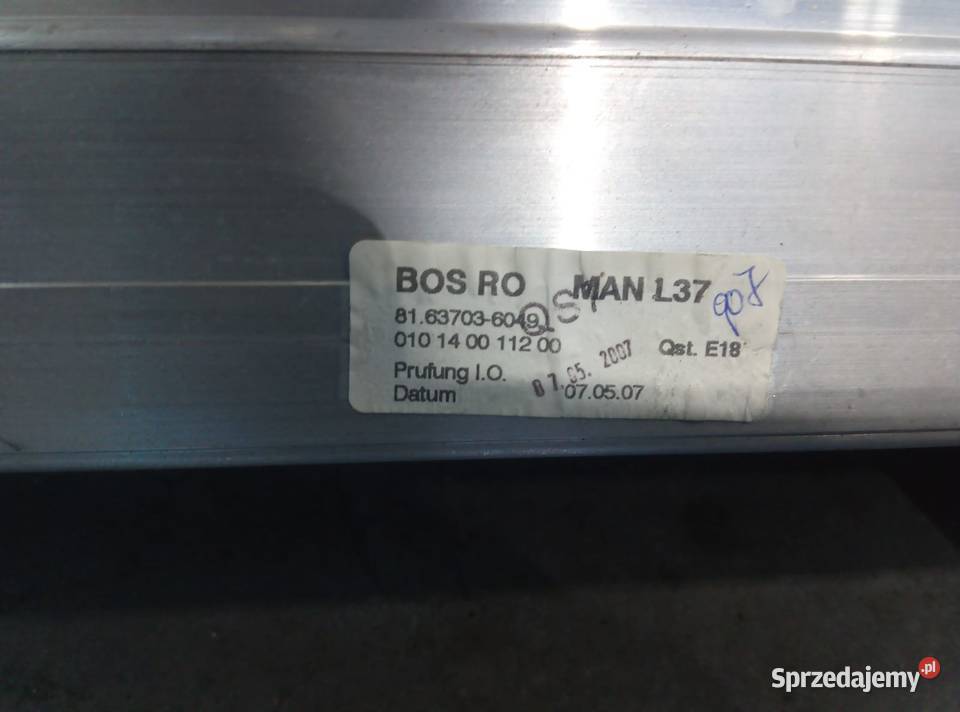 BOS RO MAN L37
81.63703-6049
QST
010 14 00 112 00 Qst. E18
Prufung I.O.
07.05.2007
Datum 07.05.07
Sprzedajemy.pl